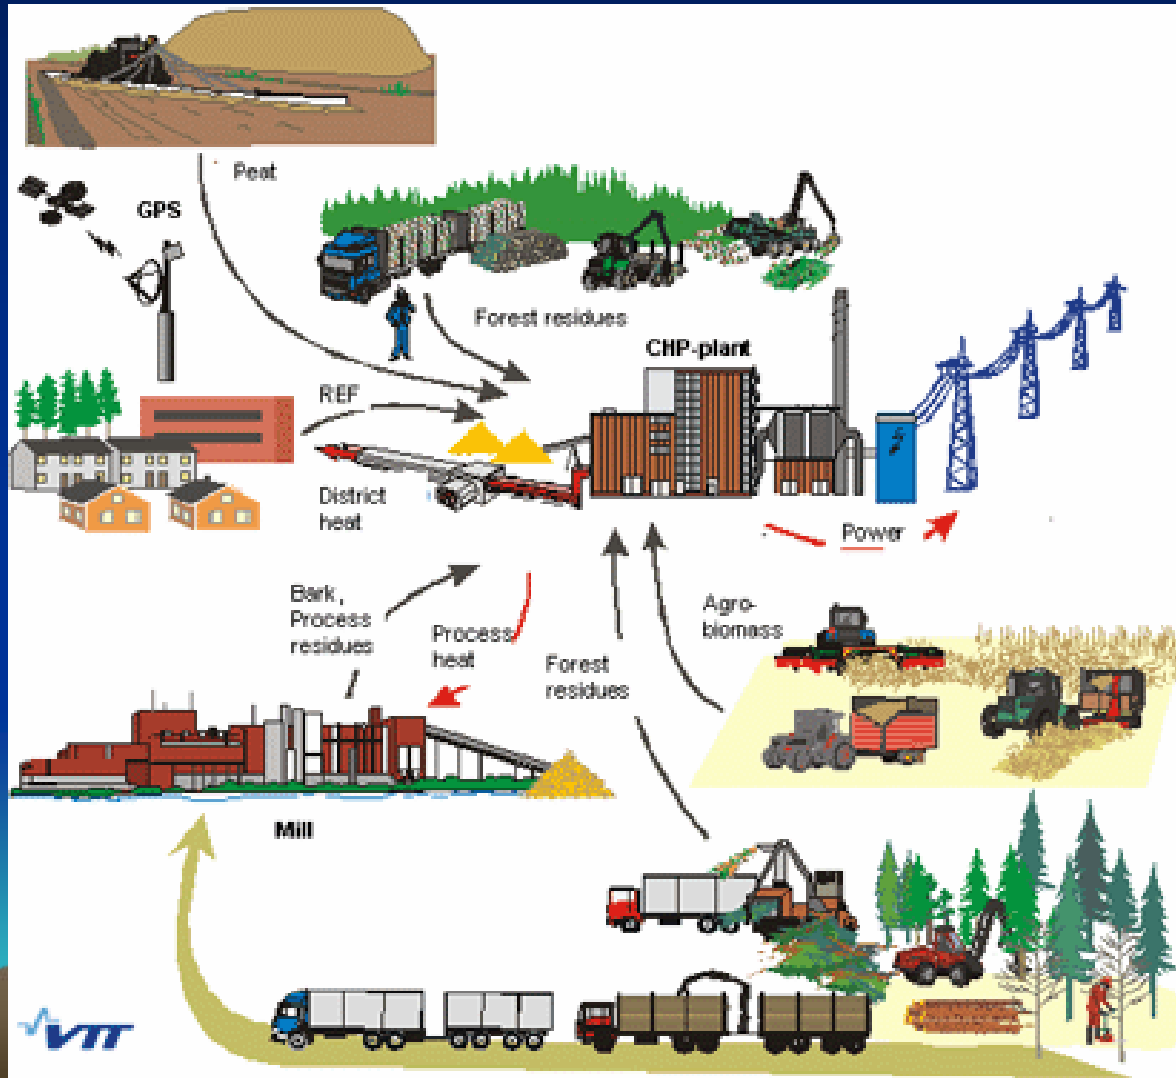 Peat
GPS
Forest residues
CHP-plant
REF
District
heat
Power
Bark,
Process
residues
Process
heat
Forest
residues
Agro-
biomass
Mill
VTT